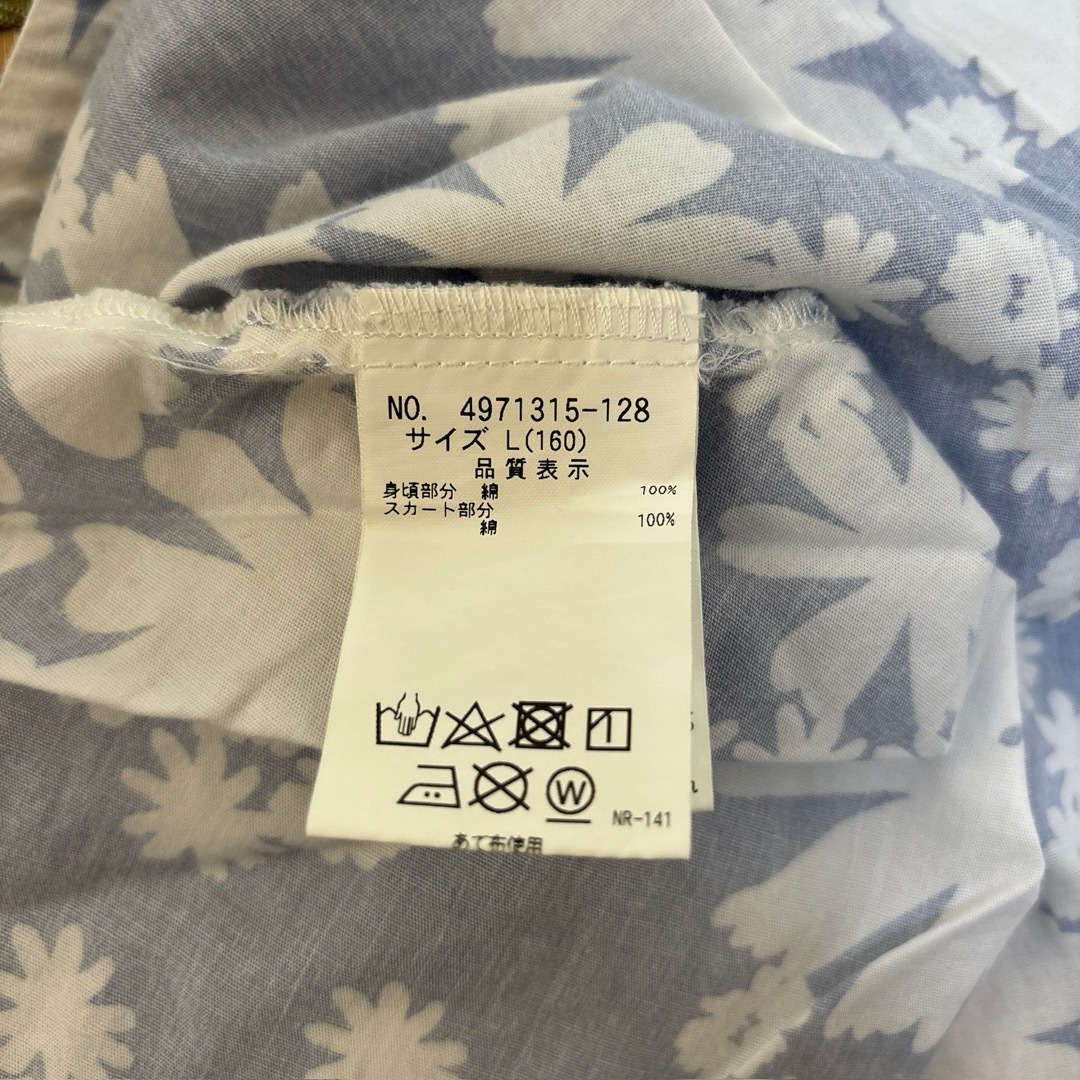 NO. 4971315-128
サイズ L(160)
品質表示
身頃部分 綿 100%
スカート部分
綿 100%
W
NR-141
あて布使用